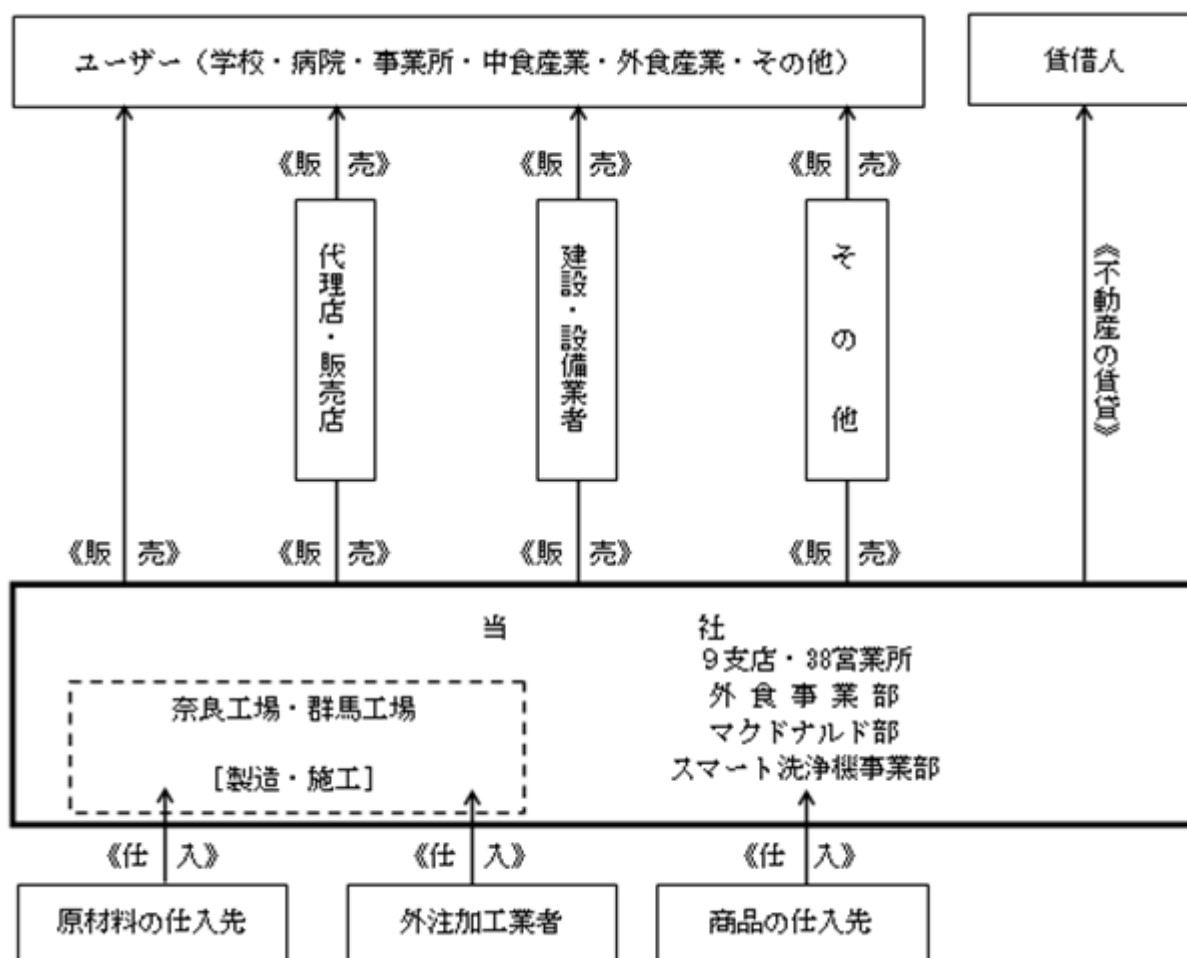 ユーザー（学校・病院・事業所・中食産業・外食産業・その他）
賃借人
《販売》
《販売》
《販売》
代理店・販売店
建設・設備業者
その他
《不動産の賃貸》
《販売》
《販売》
《販売》
《販売》
当社
9支店・38営業所
外食事業部
マクドナルド部
スマート洗浄機事業部
奈良工場・群馬工場
[製造・施工]
《仕入》
《仕入》
《仕入》
原材料の仕入先
外注加工業者
商品の仕入先